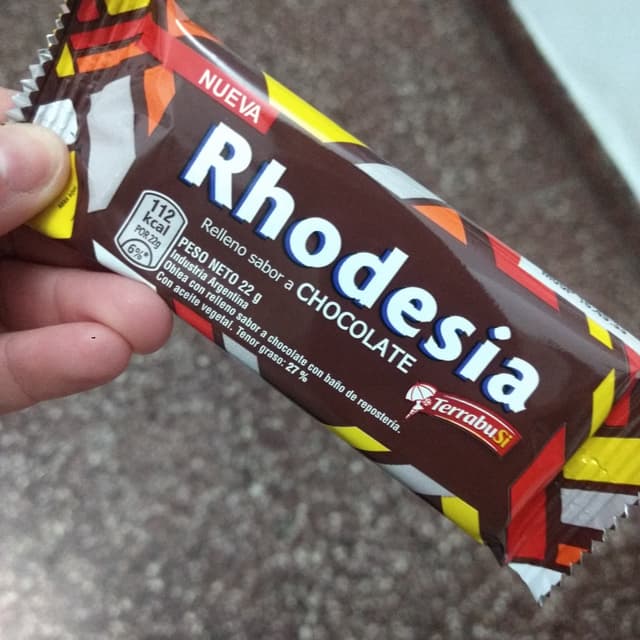 NUEVA
Rhodesia
Relleno sabor a CHOCOLATE
112
kcal
POR 22g
6%*
PESO NETO 22 g
Industria Argentina
Oblea con relleno sabor a chocolate con baño de repostería.
Con aceite vegetal. Tenor graso: 27 %
TerrabuSi